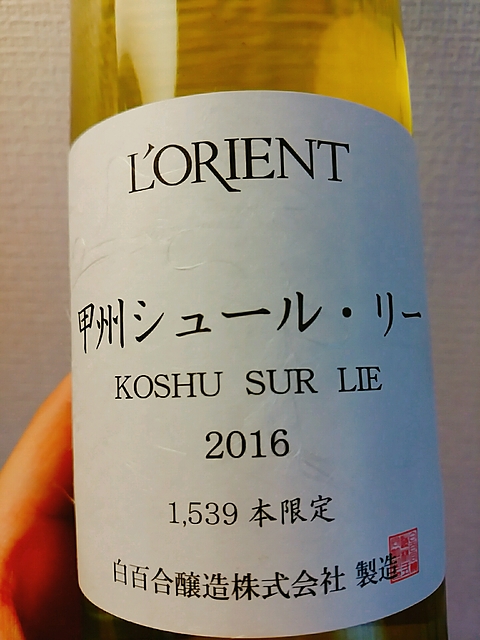 L'ORIENT
甲州シュール・リー
KOSHU SUR LIE
2016
1,539 本限定
白百合醸造株式会社 製造